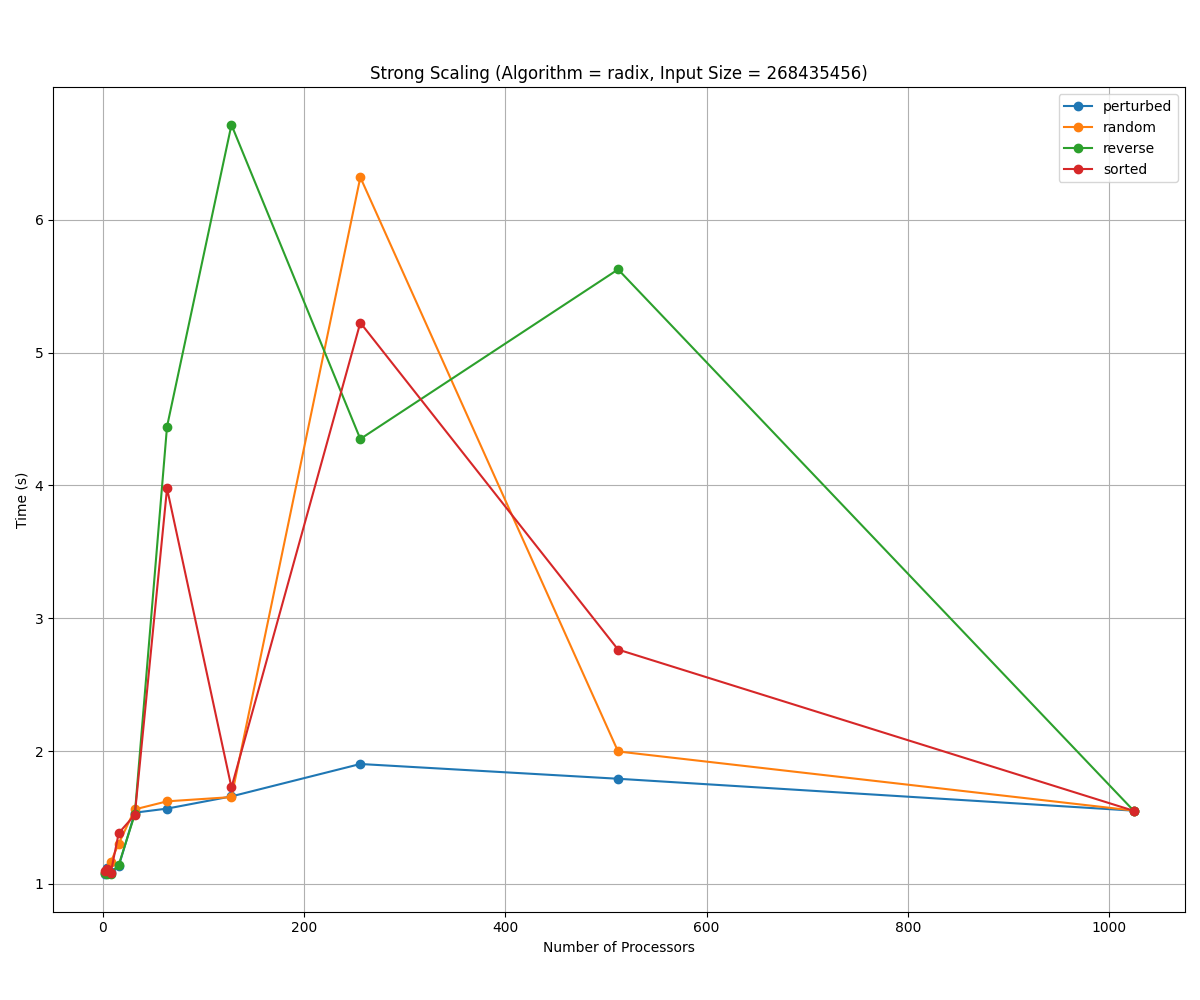 Strong Scaling (Algorithm = radix, Input Size = 268435456)
perturbed
random
reverse
sorted
6
5
4
3
2
1
Time (s)
0 200 400 600 800 1000
Number of Processors